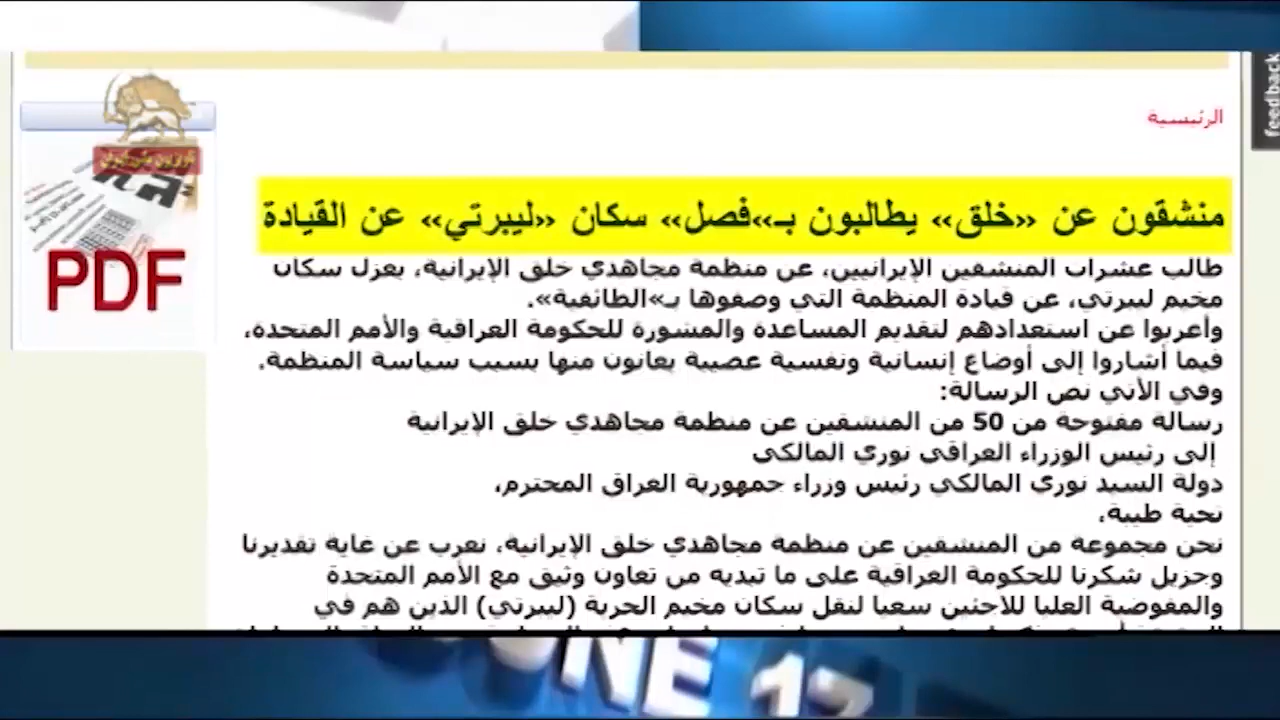 feedback
الرئيسية
تلویزیون ملی ایران
PDF
منشقون عن «خلق» يطالبون بـ«فصل» سكان «ليبرتي» عن القيادة
طالب عشرات المنشقين الإيرانيين، عن منظمة مجاهدي خلق الإيرانية، بعزل سكان
مخيم ليبرتي، عن قيادة المنظمة التي وصفوها بـ«الطائفية».
وأعربوا عن استعدادهم لتقديم المساعدة والمشورة للحكومة العراقية والأمم المتحدة،
فيما أشاروا إلى أوضاع إنسانية ونفسية عصيبة يعانون منها بسبب سياسة المنظمة.
وفي الأتي نص الرسالة:
رسالة مفتوحة من 50 من المنشقين عن منظمة مجاهدي خلق الإيرانية
إلى رئيس الوزراء العراقي نوري المالكي
دولة السيد نوري المالكي رئيس وزراء جمهورية العراق المحترم،
تحية طيبة،
نحن مجموعة من المنشقين عن منظمة مجاهدي خلق الإيرانية، نعرب عن غاية تقديرنا
وجزيل شكرنا للحكومة العراقية على ما تبديه من تعاون وثيق مع الأمم المتحدة
والمفوضية العليا للاجئين سعيا لنقل سكان مخيم الحرية (ليبرتي) الذين هم في
UNE 17